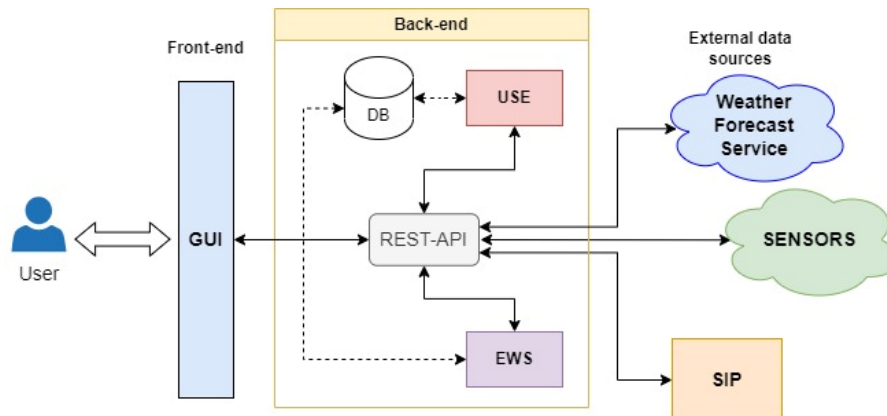 Back-end
Front-end
External data
sources
DB
USE
Weather
Forecast
Service
User
GUI
REST-API
SENSORS
EWS
SIP